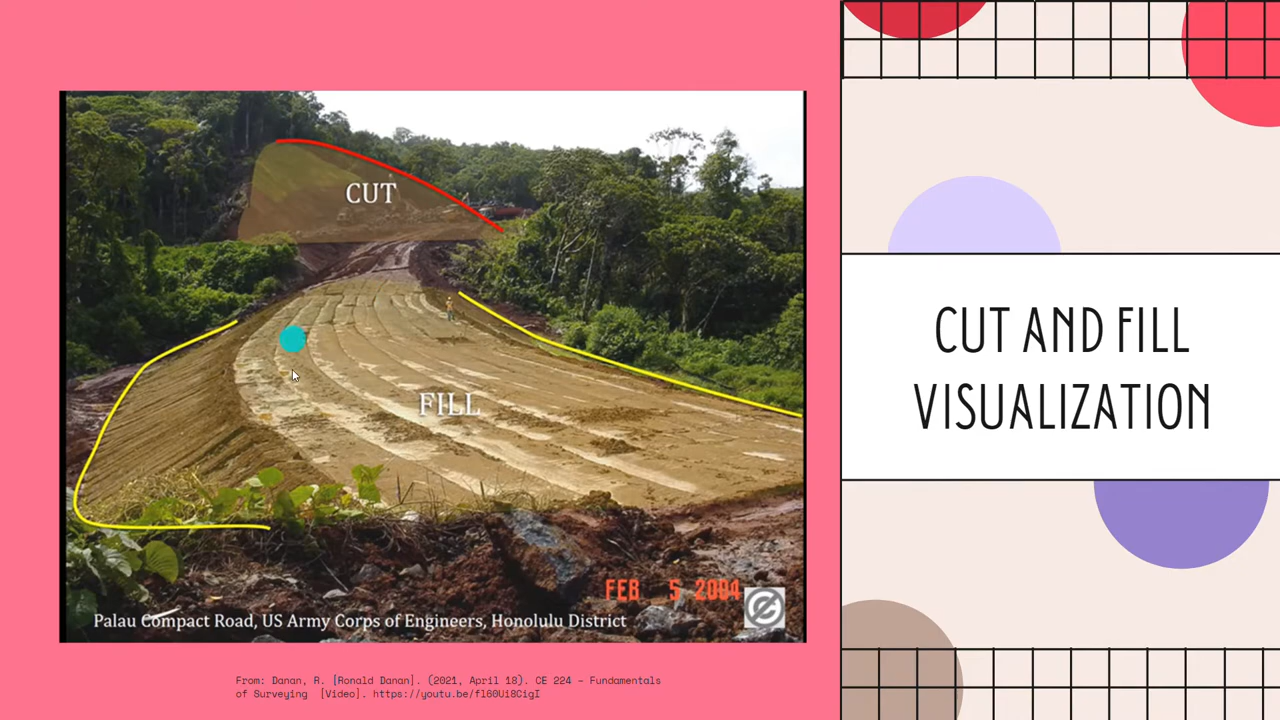 CUT
FILL
FEB 5 2004
Palau Compact Road, US Army Corps of Engineers, Honolulu District
From: Danan, R. [Ronald Danan]. (2021, April 18). CE 224 – Fundamentals
of Surveying [Video]. https://youtu.be/fl60Ui8CigI
CUT AND FILL
VISUALIZATION